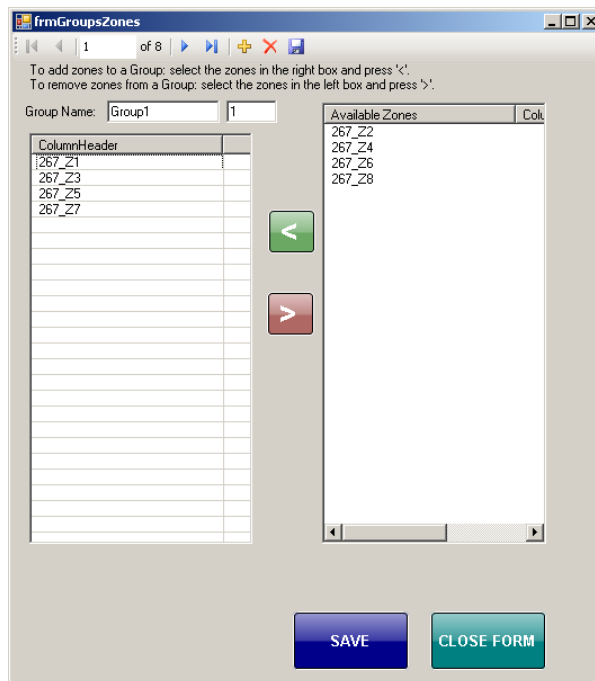 frmGroupsZones
1 of 8
To add zones to a Group: select the zones in the right box and press '<'.
To remove zones from a Group: select the zones in the left box and press '>'.
Group Name: Group1 1
ColumnHeader
267_Z1
267_Z3
267_Z5
267_Z7
<
>
Available Zones Colu
267_Z2
267_Z4
267_Z6
267_Z8
SAVE
CLOSE FORM